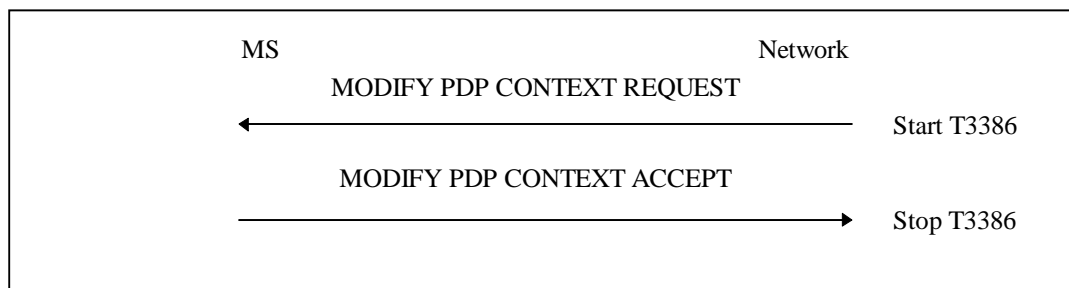 MS Network
MODIFY PDP CONTEXT REQUEST
Start T3386
MODIFY PDP CONTEXT ACCEPT
Stop T3386